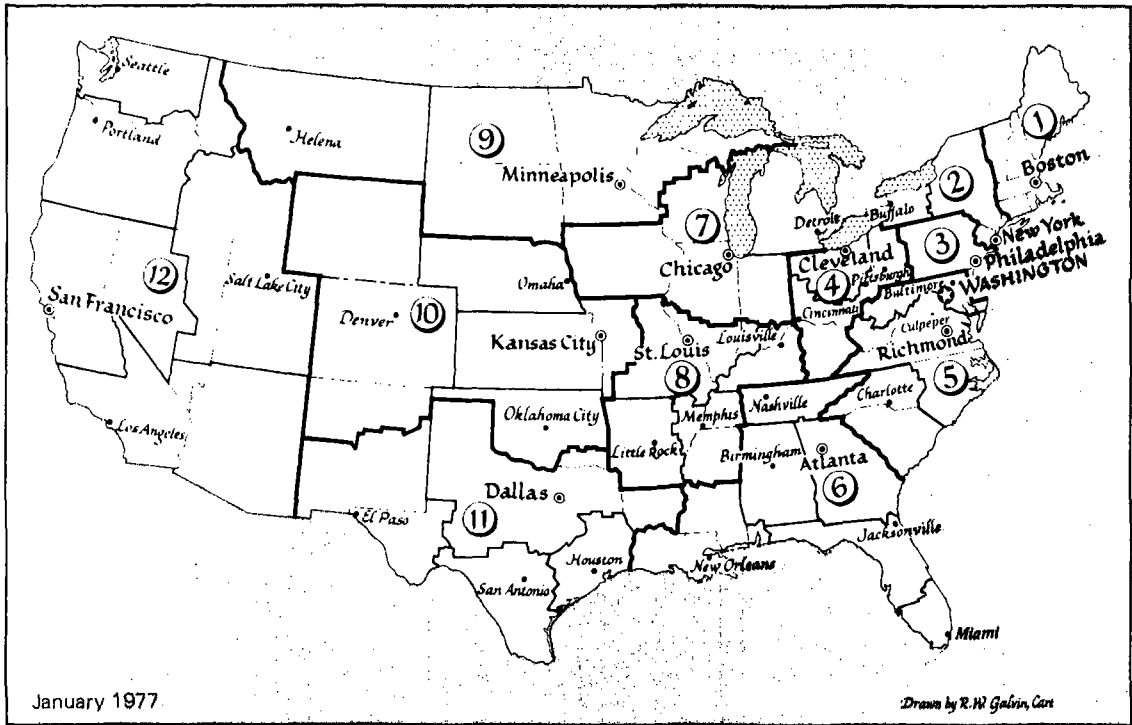 Seattle
Portland
Helena
9
Minneapolis
1
Boston
2
Detroit
Buffalo
New York
7
3
Philadelphia
Chicago
Cleveland
WASHINGTON
4
Pittsburgh
Baltimore
12
Salt Lake City
Omaha
Cincinnati
San Francisco
Denver
10
Culpeper
Kansas City
St. Louis
Louisville
Richmond
8
5
Charlotte
Los Angeles
Oklahoma City
Memphis
Nashville
Little Rock
Birmingham
Atlanta
6
Dallas
El Paso
11
Jacksonville
Houston
New Orleans
San Antonio
Miami
January 1977
Drawn by R.W. Galvin, Cart